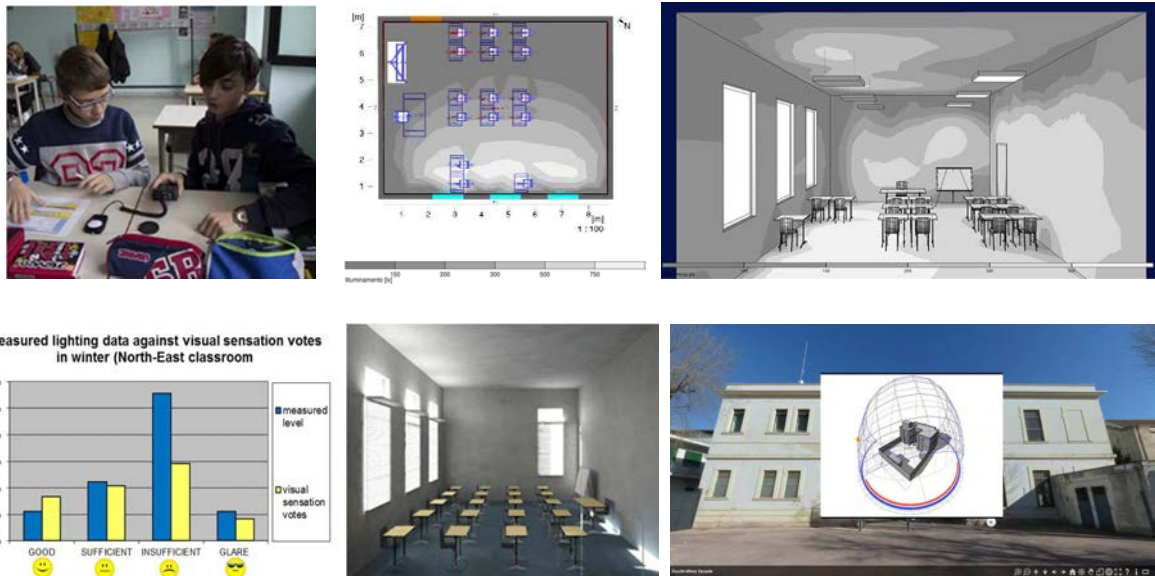 [m]
7
6
5
4
3
2
1
N
1 2 3 4 5 6 7 8 [m]
1 : 100
150 200 300 500 750
Illuminamento [lx]
easured lighting data against visual sensation votes
in winter (North-East classroom
measured
level
visual
sensation
votes
GOOD SUFFICIENT INSUFFICIENT GLARE